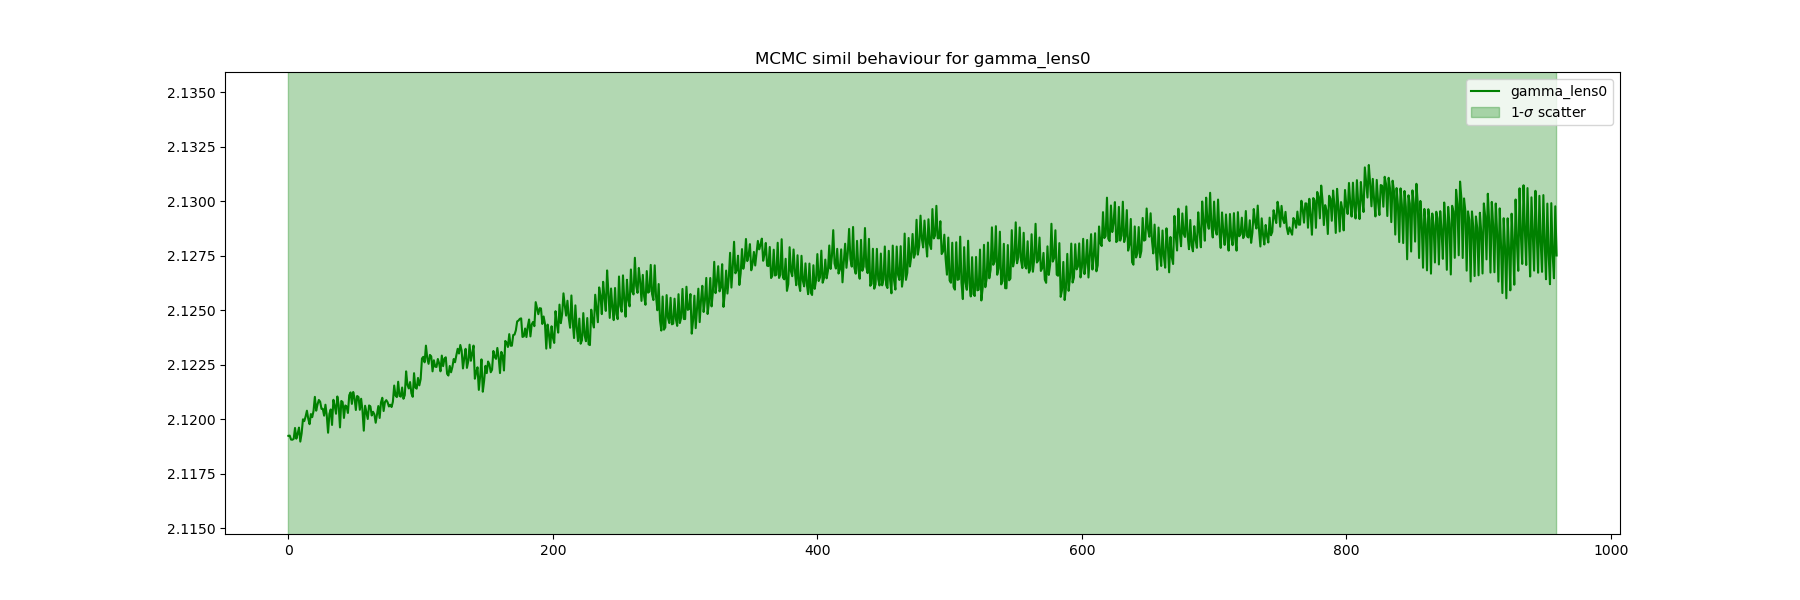 MCMC simil behaviour for gamma_lens0
gamma_lens0
1-σ scatter
2.1350
2.1325
2.1300
2.1275
2.1250
2.1225
2.1200
2.1175
2.1150
0 200 400 600 800 1000